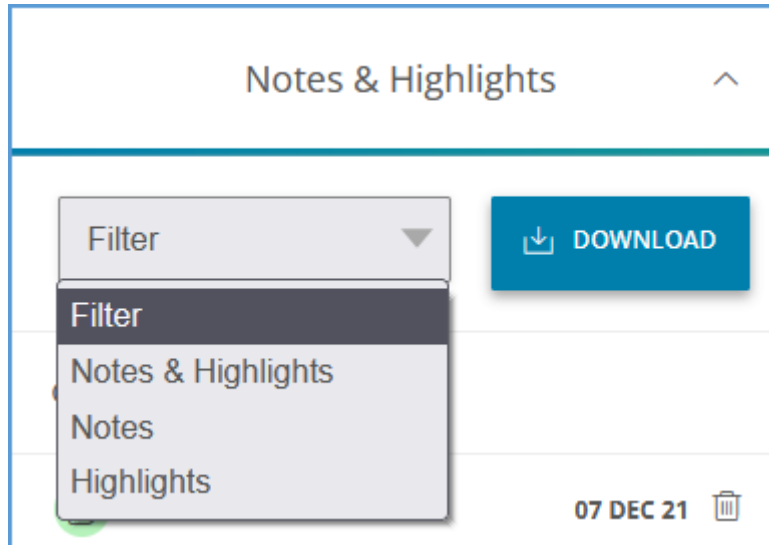 Notes & Highlights
Filter
DOWNLOAD
Filter
Notes & Highlights
Notes
Highlights
07 DEC 21